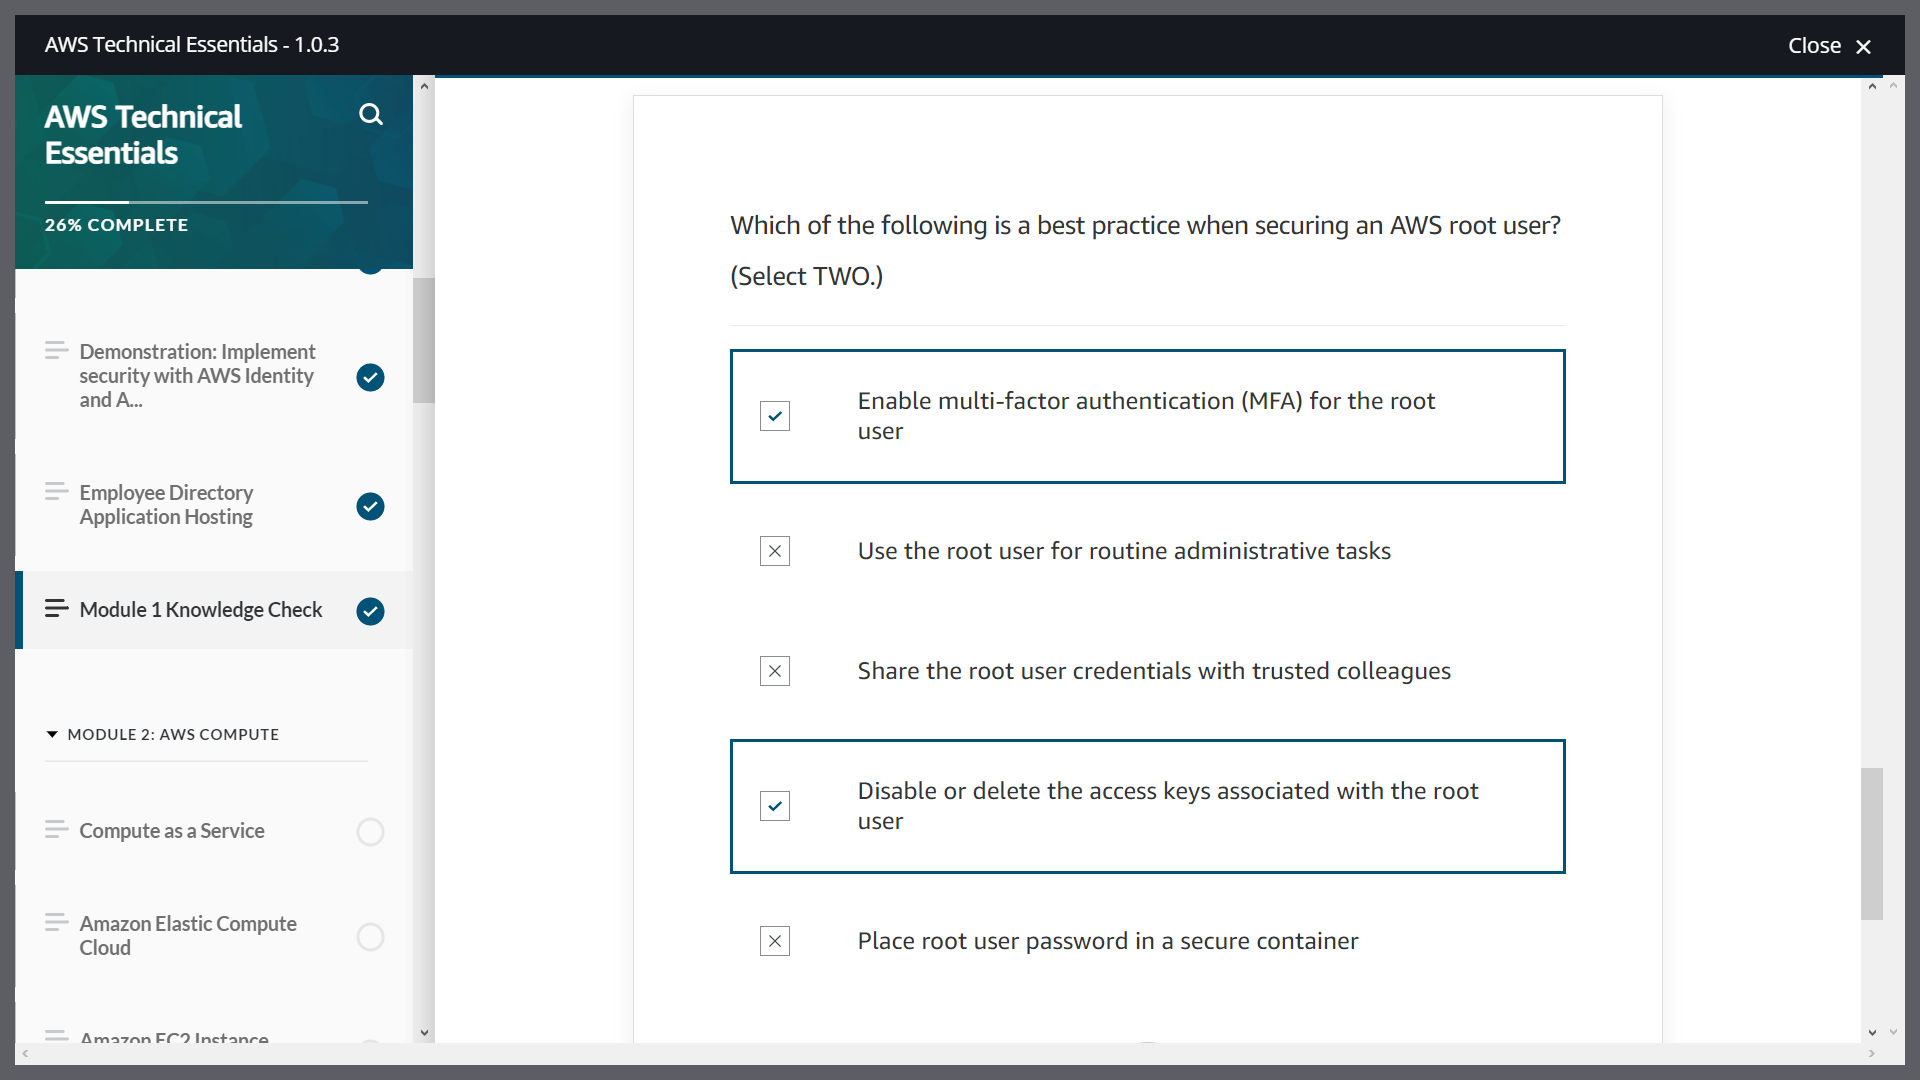 AWS Technical Essentials - 1.0.3
Close
AWS Technical
Essentials
26% COMPLETE
Demonstration: Implement
security with AWS Identity
and A...
Employee Directory
Application Hosting
Module 1 Knowledge Check
MODULE 2: AWS COMPUTE
Compute as a Service
Amazon Elastic Compute
Cloud
Amazon EC2 Instance
Which of the following is a best practice when securing an AWS root user?
(Select TWO.)
Enable multi-factor authentication (MFA) for the root
user
Use the root user for routine administrative tasks
Share the root user credentials with trusted colleagues
Disable or delete the access keys associated with the root
user
Place root user password in a secure container